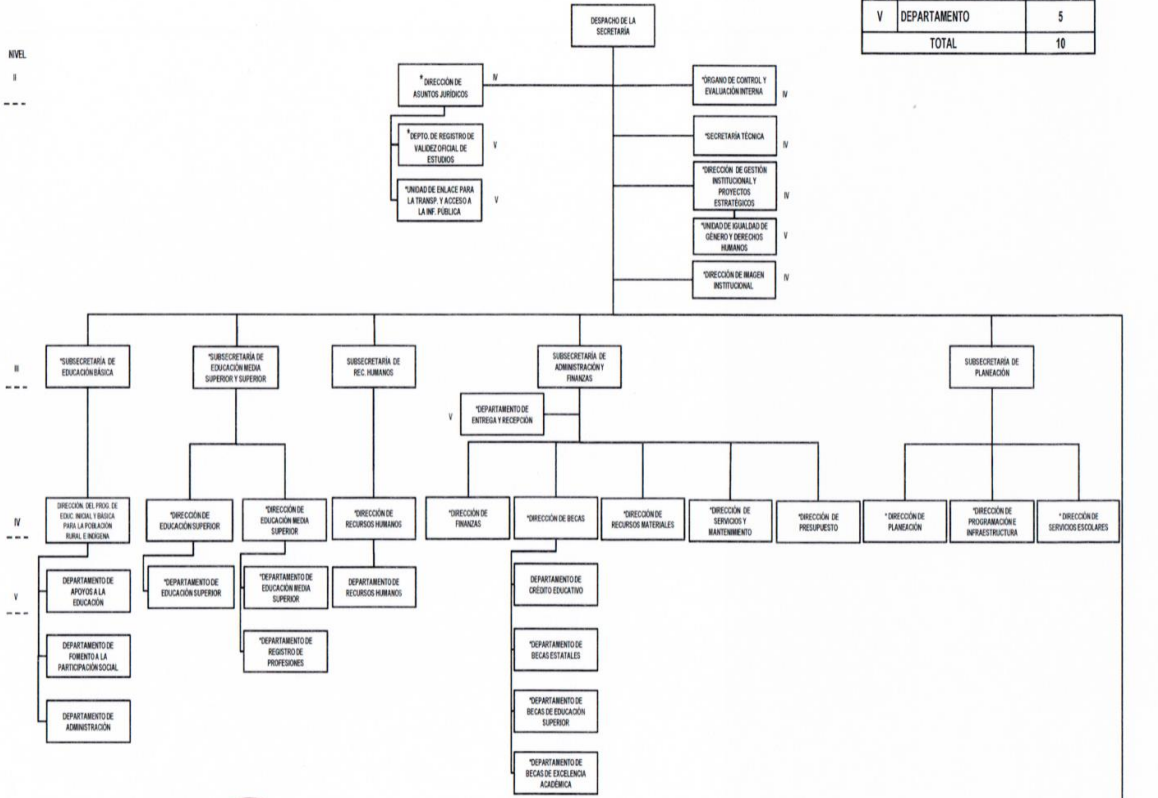 DESPACHO DE LA
SECRETARÍA
V DEPARTAMENTO 5
TOTAL 10
NIVEL
II
* DIRECCIÓN DE
ASUNTOS JURÍDICOS
IV
*DEPTO. DE REGISTRO DE
VALIDEZ OFICIAL DE
ESTUDIOS
V
*UNIDAD DE ENLACE PARA
LA TRANSP. Y ACCESO A
LA INF. PÚBLICA
V
*ÓRGANO DE CONTROL Y
EVALUACIÓN INTERNA
IV
*SECRETARÍA TÉCNICA
IV
*DIRECCIÓN DE GESTIÓN
INSTITUCIONAL Y
PROYECTOS
ESTRATÉGICOS
IV
*UNIDAD DE IGUALDAD DE
GÉNERO Y DERECHOS
HUMANOS
V
*DIRECCIÓN DE IMAGEN
INSTITUCIONAL
IV
III
*SUBSECRETARÍA DE
EDUCACIÓN BÁSICA
*SUBSECRETARÍA DE
EDUCACIÓN MEDIA
SUPERIOR Y SUPERIOR
SUBSECRETARÍA DE
REC. HUMANOS
SUBSECRETARÍA DE
ADMINISTRACIÓN Y
FINANZAS
SUBSECRETARÍA DE
PLANEACIÓN
V
*DEPARTAMENTO DE
ENTREGA Y RECEPCIÓN
IV
DIRECCIÓN DEL PROG. DE
EDUC. INICIAL Y BÁSICA
PARA LA POBLACIÓN
RURAL E INDIGENA
*DIRECCIÓN DE
EDUCACIÓN SUPERIOR
*DIRECCIÓN DE
EDUCACIÓN MEDIA
SUPERIOR
*DIRECCIÓN DE
RECURSOS HUMANOS
*DIRECCIÓN DE
FINANZAS
*DIRECCIÓN DE BECAS
*DIRECCIÓN DE
RECURSOS MATERIALES
*DIRECCIÓN DE
SERVICIOS Y
MANTENIMIENTO
*DIRECCIÓN DE
PRESUPUESTO
* DIRECCIÓN DE
PLANEACIÓN
*DIRECCIÓN DE
PROGRAMACIÓN E
INFRAESTRUCTURA
* DIRECCIÓN DE
SERVICIOS ESCOLARES
V
DEPARTAMENTO DE
APOYOS A LA
EDUCACIÓN
*DEPARTAMENTO DE
EDUCACIÓN SUPERIOR
*DEPARTAMENTO DE
EDUCACIÓN MEDIA
SUPERIOR
DEPARTAMENTO DE
RECURSOS HUMANOS
DEPARTAMENTO DE
CRÉDITO EDUCATIVO
DEPARTAMENTO DE
FOMENTO A LA
PARTICIPACIÓN SOCIAL
*DEPARTAMENTO DE
REGISTRO DE
PROFESIONES
*DEPARTAMENTO DE
BECAS ESTATALES
DEPARTAMENTO DE
ADMINISTRACIÓN
*DEPARTAMENTO DE
BECAS DE EDUCACIÓN
SUPERIOR
*DEPARTAMENTO DE
BECAS DE EXCELENCIA
ACADÉMICA